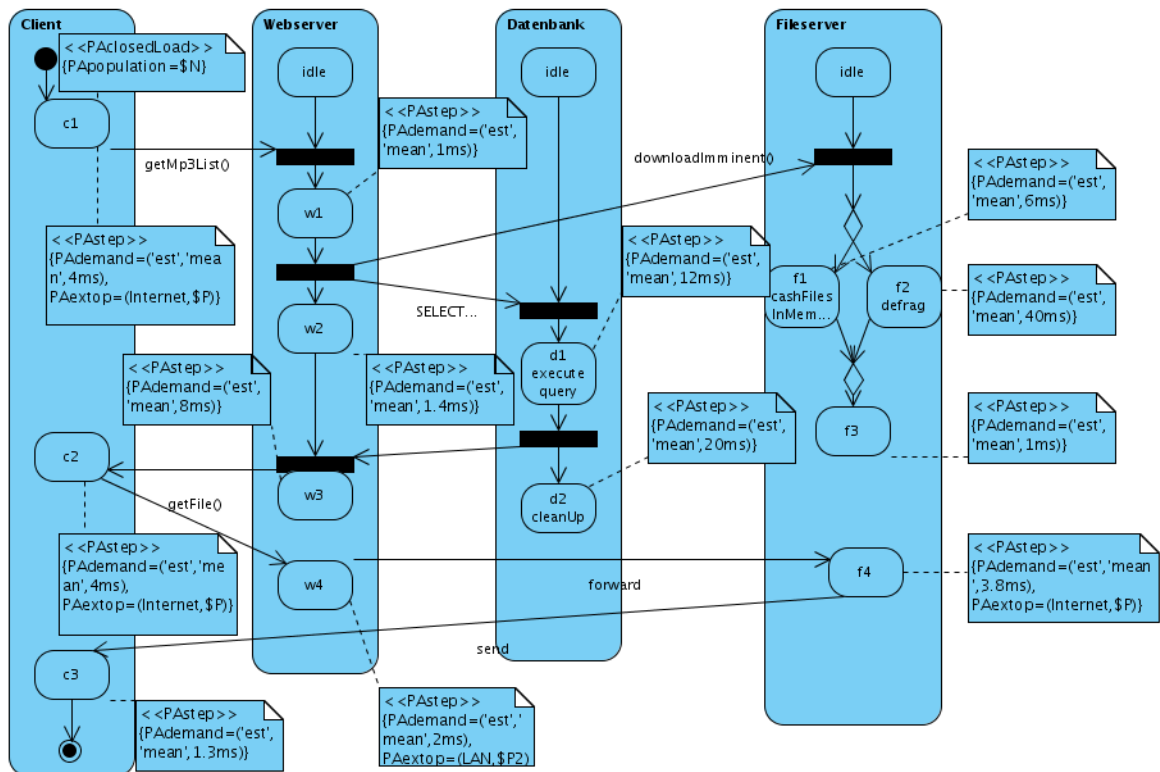 Client
Webserver
Datenbank
Fileserver
< <PAclosedLoad> >
{PApopulation=$N}
idle
idle
idle
c1
< <PAstep>>
{PAdemand=('est',
'mean',1ms)}
getMp3List()
downloadImminent()
< <PAstep>>
{PAdemand=('est',
'mean',6ms)}
w1
< <PAstep>>
{PAdemand=('est','mea
n',4ms),
PAextop=(Internet,$P)}
< <PAstep>>
{PAdemand=('est',
'mean',12ms)}
f1
cashFiles
InMem...
f2
defrag
< <PAstep>>
{PAdemand=('est',
'mean',40ms)}
SELECT...
w2
d1
execute
query
< <PAstep>>
{PAdemand=('est',
'mean',8ms)}
< <PAstep>>
{PAdemand=('est',
'mean',1.4ms)}
< <PAstep>>
{PAdemand=('est',
'mean',20ms)}
f3
< <PAstep>>
{PAdemand=('est',
'mean',1ms)}
c2
w3
d2
cleanUp
getFile()
< <PAstep>>
{PAdemand=('est','me
an',4ms),
PAextop=(Internet,$P)}
w4
forward
f4
< <PAstep>>
{PAdemand=('est','mean
',3.8ms),
PAextop=(Internet,$P)}
send
c3
< <PAstep>>
{PAdemand=('est',
'mean',1.3ms)}
< <PAstep>>
{PAdemand=('est','
mean',2ms),
PAextop=(LAN,$P2)